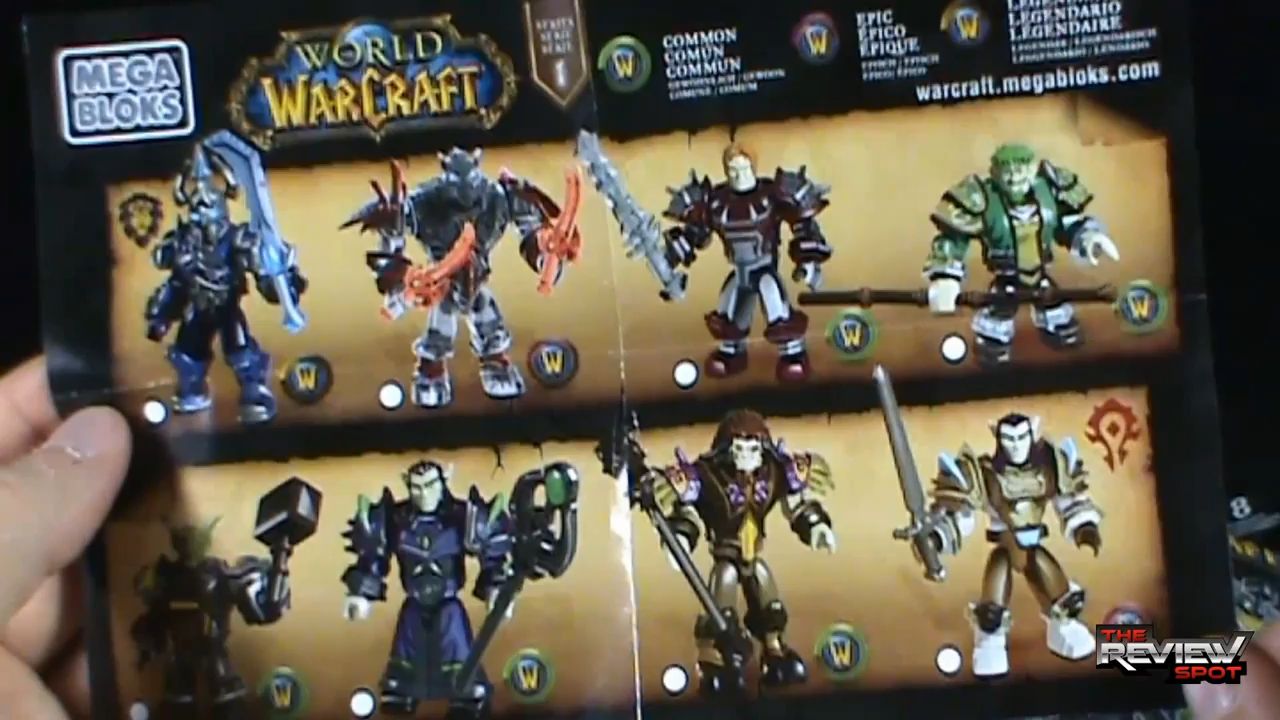 MEGA
BLOKS
WORLD
WARCRAFT
SERIES
SERIE
SÉRIE
1
W
COMMON
COMÚN
COMMUN
W
EPIC
ÉPICO
ÉPIQUE
W
LEGENDARIO
LÉGENDAIRE
warcraft.megabloks.com
W
W
W
W
W
W
W
8
THE
REVIEW
SPOT